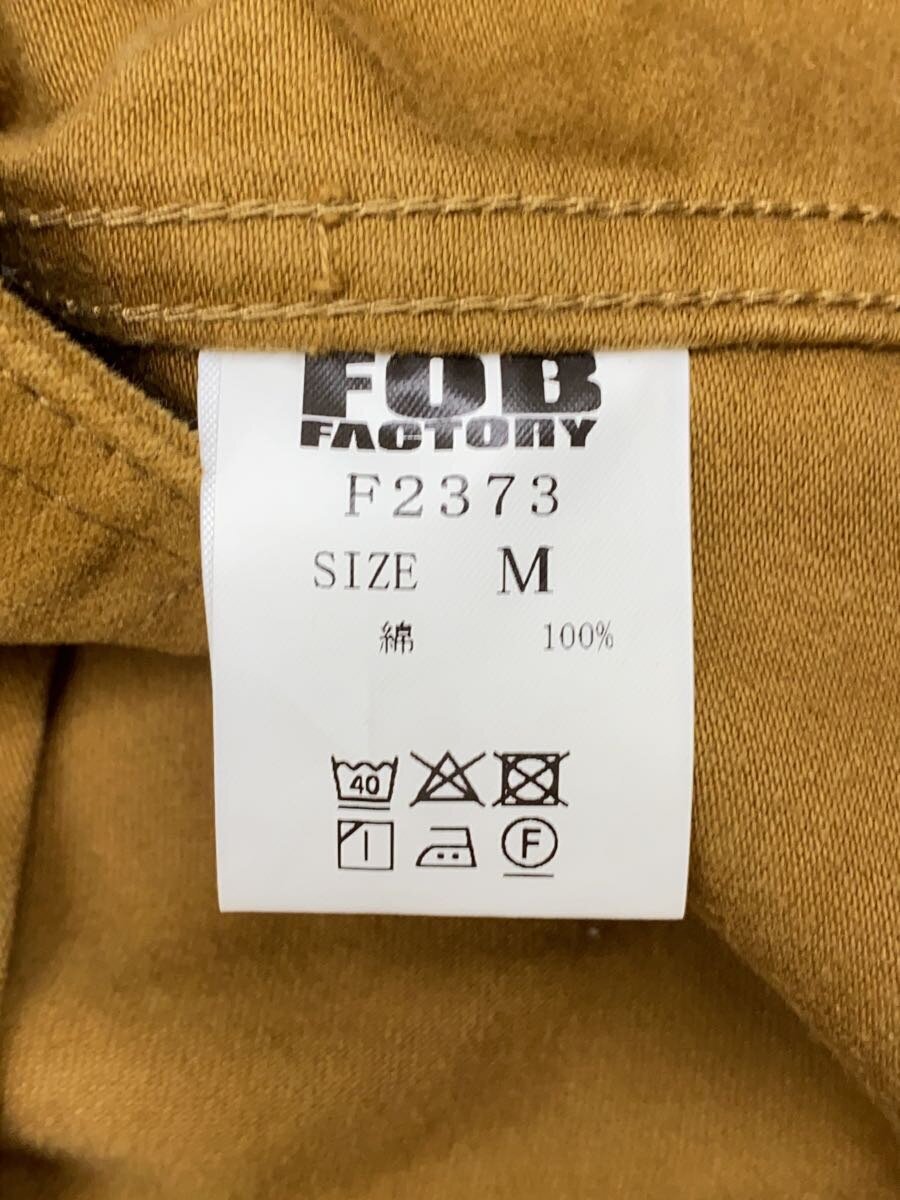 FOB
FACTORY
F2373
SIZE M
綿 100%
40
F